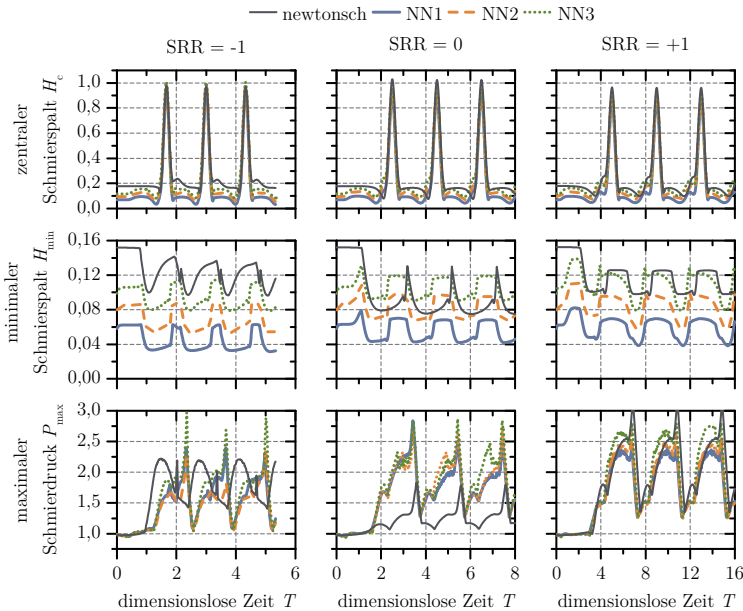 newtonsch NN1 NN2 NN3
SRR = -1 SRR = 0 SRR = +1
zentraler
Schmierspalt H_c
1,0
0,8
0,6
0,4
0,2
0,0
minimaler
Schmierspalt H_min
0,16
0,12
0,08
0,04
0,00
maximaler
Schmierdruck P_max
3.0
2.5
2.0
1.5
1.0
0 2 4 6
0 2 4 6 8
0 4 8 12 16
dimensionslose Zeit T
dimensionslose Zeit T
dimensionslose Zeit T